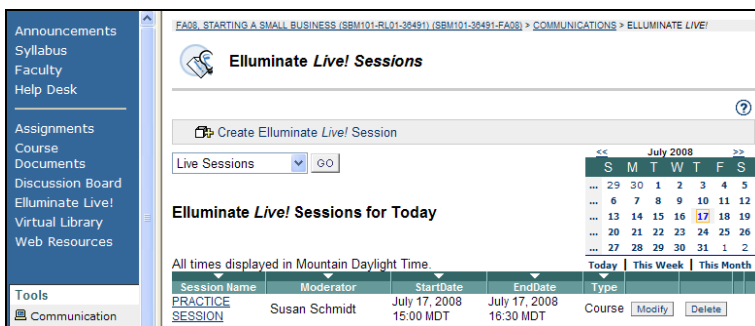 Announcements
Syllabus
Faculty
Help Desk
Assignments
Course
Documents
Discussion Board
Elluminate Live!
Virtual Library
Web Resources
Tools
Communication
FA08, STARTING A SMALL BUSINESS (SBM101-RL01-36491) (SBM101-36491-FA08) > COMMUNICATIONS > ELLUMINATE LIVE!
Elluminate Live! Sessions
?
Create Elluminate Live! Session
Live Sessions GO
Elluminate Live! Sessions for Today
All times displayed in Mountain Daylight Time.
<< July 2008 >>
S M T W T F S
... 29 30 1 2 3 4 5
... 6 7 8 9 10 11 12
... 13 14 15 16 17 18 19
... 20 21 22 23 24 25 26
... 27 28 29 30 31 1 2
Today | This Week | This Month
Session Name Moderator StartDate EndDate Type
PRACTICE SESSION Susan Schmidt July 17, 2008 15:00 MDT July 17, 2008 16:30 MDT Course Modify Delete